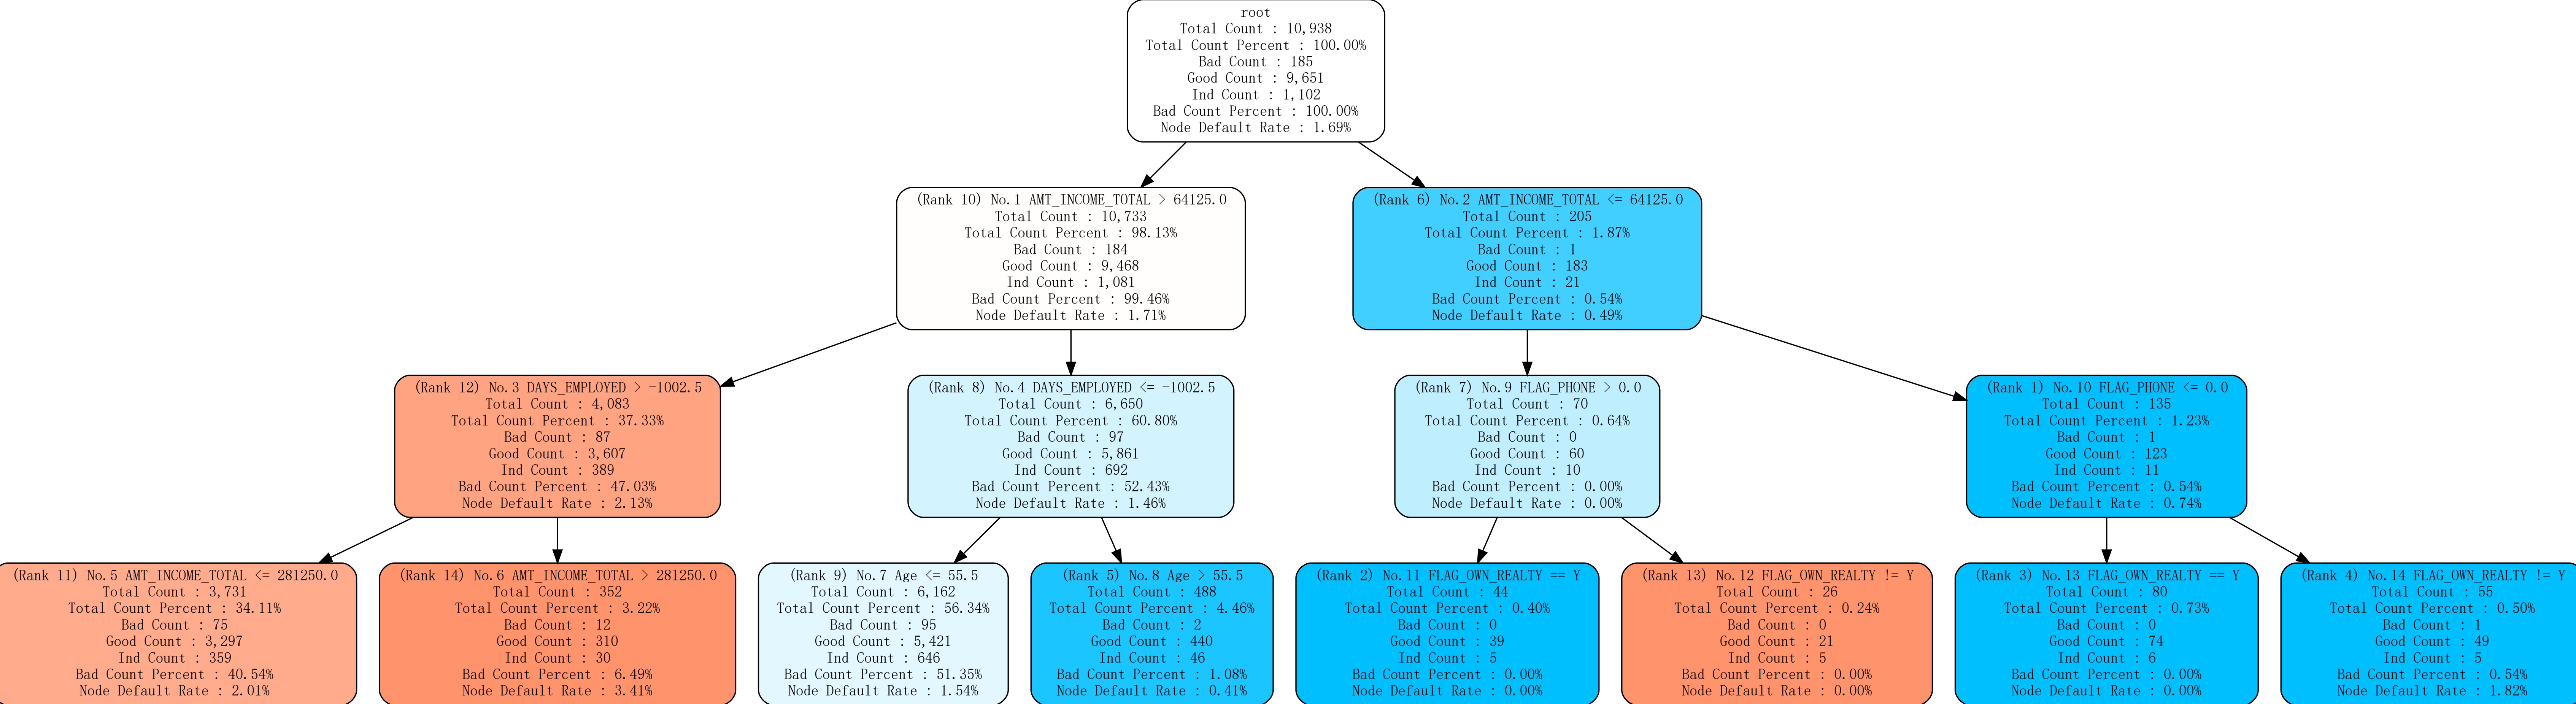 root
Total Count : 10,938
Total Count Percent : 100.00%
Bad Count : 185
Good Count : 9,651
Ind Count : 1,102
Bad Count Percent : 100.00%
Node Default Rate : 1.69%
(Rank 10) No.1 AMT_INCOME_TOTAL > 64125.0
Total Count : 10,733
Total Count Percent : 98.13%
Bad Count : 184
Good Count : 9,468
Ind Count : 1,081
Bad Count Percent : 99.46%
Node Default Rate : 1.71%
(Rank 6) No.2 AMT_INCOME_TOTAL <= 64125.0
Total Count : 205
Total Count Percent : 1.87%
Bad Count : 1
Good Count : 183
Ind Count : 21
Bad Count Percent : 0.54%
Node Default Rate : 0.49%
(Rank 12) No.3 DAYS_EMPLOYED > -1002.5
Total Count : 4,083
Total Count Percent : 37.33%
Bad Count : 87
Good Count : 3,607
Ind Count : 389
Bad Count Percent : 47.03%
Node Default Rate : 2.13%
(Rank 8) No.4 DAYS_EMPLOYED <= -1002.5
Total Count : 6,650
Total Count Percent : 60.80%
Bad Count : 97
Good Count : 5,861
Ind Count : 692
Bad Count Percent : 52.43%
Node Default Rate : 1.46%
(Rank 7) No.9 FLAG_PHONE > 0.0
Total Count : 70
Total Count Percent : 0.64%
Bad Count : 0
Good Count : 60
Ind Count : 10
Bad Count Percent : 0.00%
Node Default Rate : 0.00%
(Rank 1) No.10 FLAG_PHONE <= 0.0
Total Count : 135
Total Count Percent : 1.23%
Bad Count : 1
Good Count : 123
Ind Count : 11
Bad Count Percent : 0.54%
Node Default Rate : 0.74%
(Rank 11) No.5 AMT_INCOME_TOTAL <= 281250.0
Total Count : 3,731
Total Count Percent : 34.11%
Bad Count : 75
Good Count : 3,297
Ind Count : 359
Bad Count Percent : 40.54%
Node Default Rate : 2.01%
(Rank 14) No.6 AMT_INCOME_TOTAL > 281250.0
Total Count : 352
Total Count Percent : 3.22%
Bad Count : 12
Good Count : 310
Ind Count : 30
Bad Count Percent : 6.49%
Node Default Rate : 3.41%
(Rank 9) No.7 Age <= 55.5
Total Count : 6,162
Total Count Percent : 56.34%
Bad Count : 95
Good Count : 5,421
Ind Count : 646
Bad Count Percent : 51.35%
Node Default Rate : 1.54%
(Rank 5) No.8 Age > 55.5
Total Count : 488
Total Count Percent : 4.46%
Bad Count : 2
Good Count : 440
Ind Count : 46
Bad Count Percent : 1.08%
Node Default Rate : 0.41%
(Rank 2) No.11 FLAG_OWN_REALTY == Y
Total Count : 44
Total Count Percent : 0.40%
Bad Count : 0
Good Count : 39
Ind Count : 5
Bad Count Percent : 0.00%
Node Default Rate : 0.00%
(Rank 13) No.12 FLAG_OWN_REALTY != Y
Total Count : 26
Total Count Percent : 0.24%
Bad Count : 0
Good Count : 21
Ind Count : 5
Bad Count Percent : 0.00%
Node Default Rate : 0.00%
(Rank 3) No.13 FLAG_OWN_REALTY == Y
Total Count : 80
Total Count Percent : 0.73%
Bad Count : 0
Good Count : 74
Ind Count : 6
Bad Count Percent : 0.00%
Node Default Rate : 0.00%
(Rank 4) No.14 FLAG_OWN_REALTY != Y
Total Count : 55
Total Count Percent : 0.50%
Bad Count : 1
Good Count : 49
Ind Count : 5
Bad Count Percent : 0.54%
Node Default Rate : 1.82%